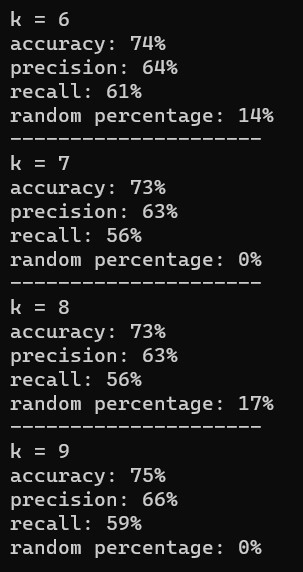 k = 6
accuracy: 74%
precision: 64%
recall: 61%
random percentage: 14%
---------------------
k = 7
accuracy: 73%
precision: 63%
recall: 56%
random percentage: 0%
---------------------
k = 8
accuracy: 73%
precision: 63%
recall: 56%
random percentage: 17%
---------------------
k = 9
accuracy: 75%
precision: 66%
recall: 59%
random percentage: 0%